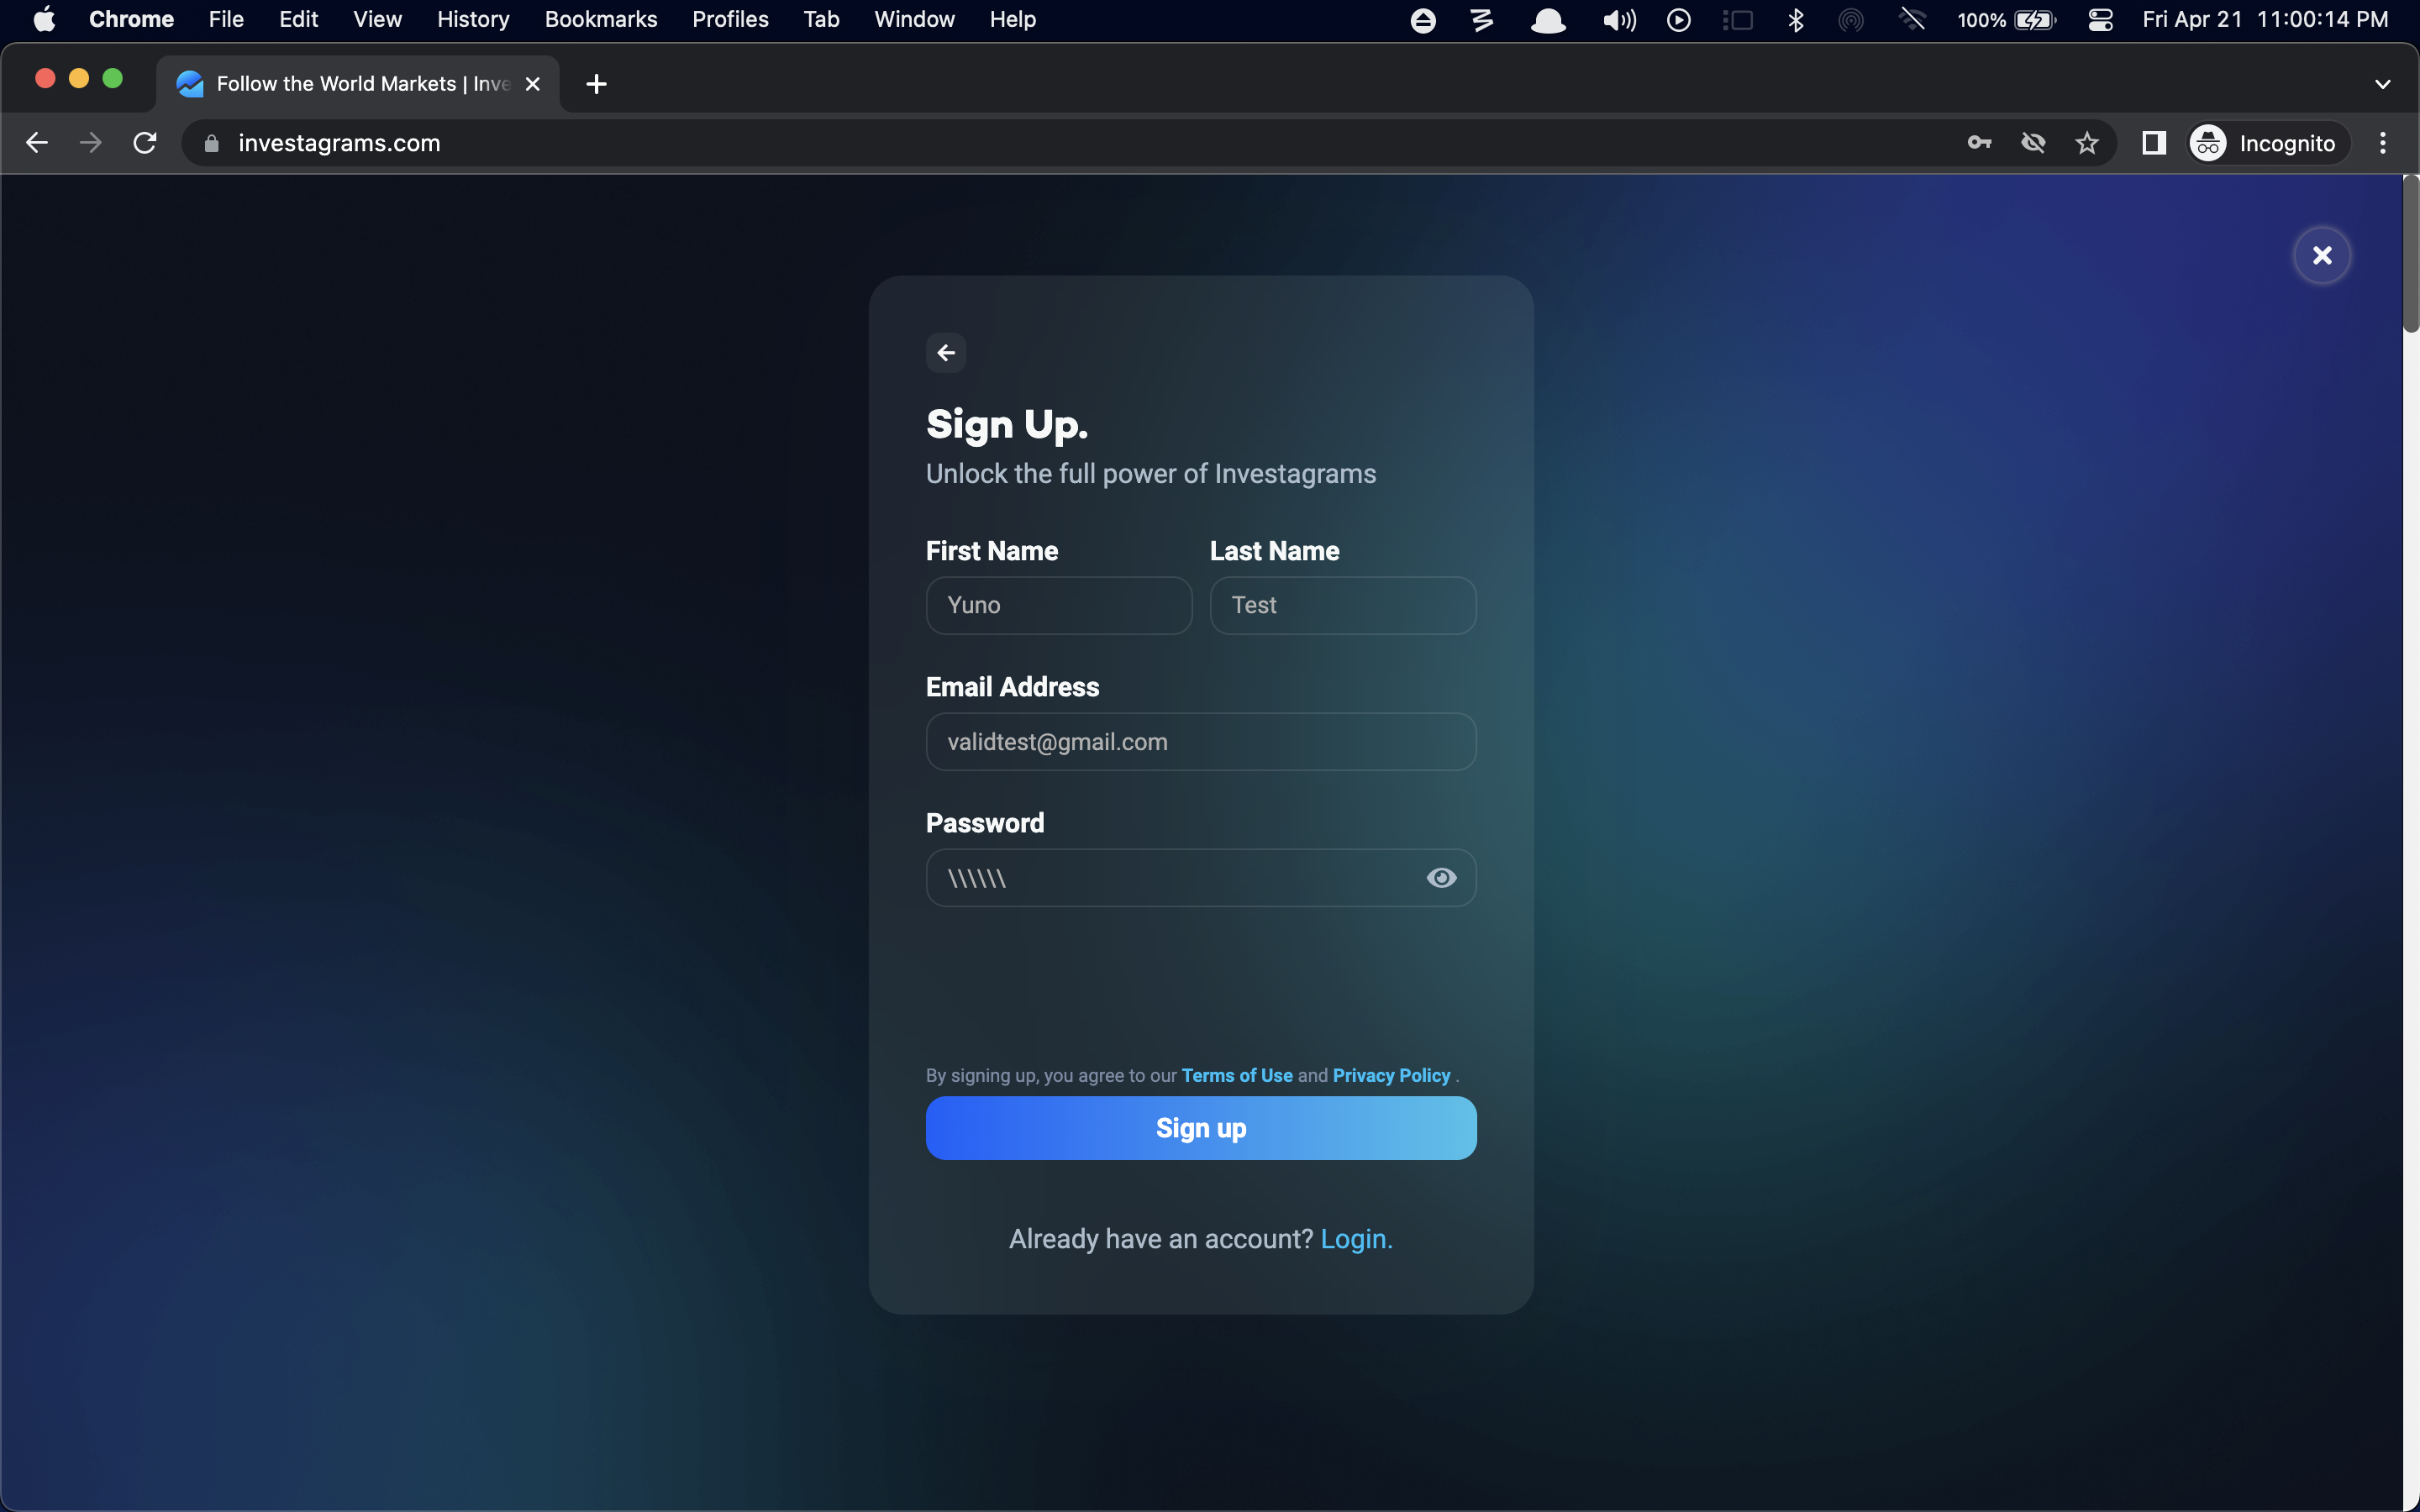 Chrome File Edit View History Bookmarks Profiles Tab Window Help 100% Fri Apr 21 11:00:14 PM
Follow the World Markets | Inve
investagrams.com Incognito
Sign Up.
Unlock the full power of Investagrams
First Name Last Name
Yuno Test
Email Address
validtest@gmail.com
Password
\\\\\\
By signing up, you agree to our Terms of Use and Privacy Policy .
Sign up
Already have an account? Login.